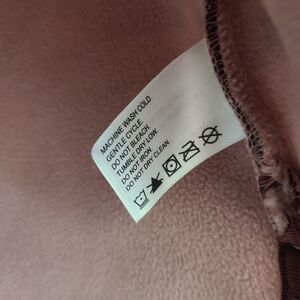 MACHINE WASH COLD.
GENTLE CYCLE.
DO NOT BLEACH.
TUMBLE DRY LOW.
DO NOT IRON.
DO NOT DRY CLEAN.